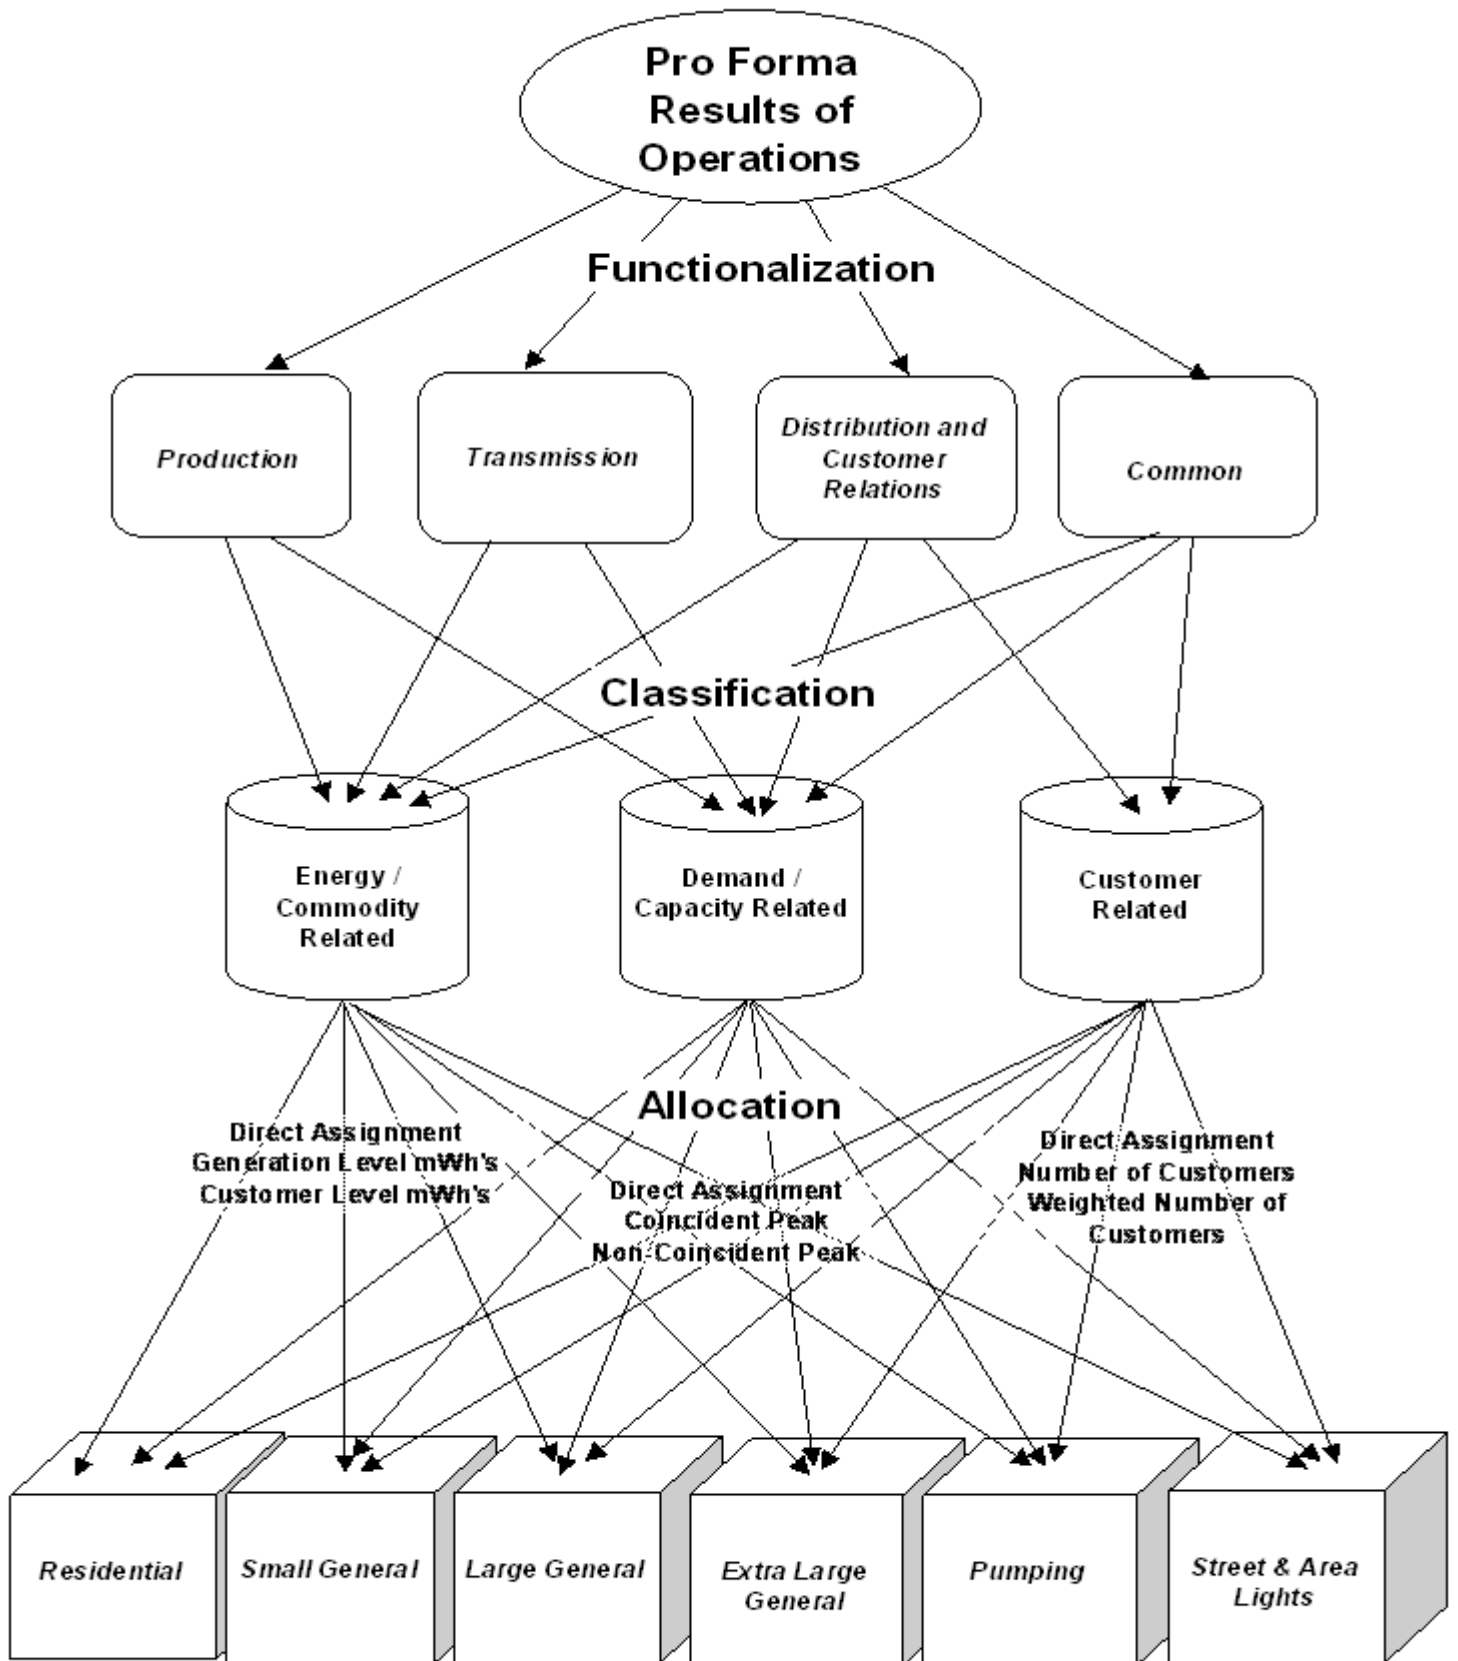 Pro Forma
Results of
Operations
Functionalization
Production
Transmission
Distribution and
Customer
Relations
Common
Classification
Energy /
Commodity
Related
Demand /
Capacity Related
Customer
Related
Allocation
Direct Assignment
Generation Level mWh's
Customer Level mWh's
Direct Assignment
Coincident Peak
Non-Coincident Peak
Direct Assignment
Number of Customers
Weighted Number of
Customers
Residential
Small General
Large General
Extra Large
General
Pumping
Street & Area
Lights